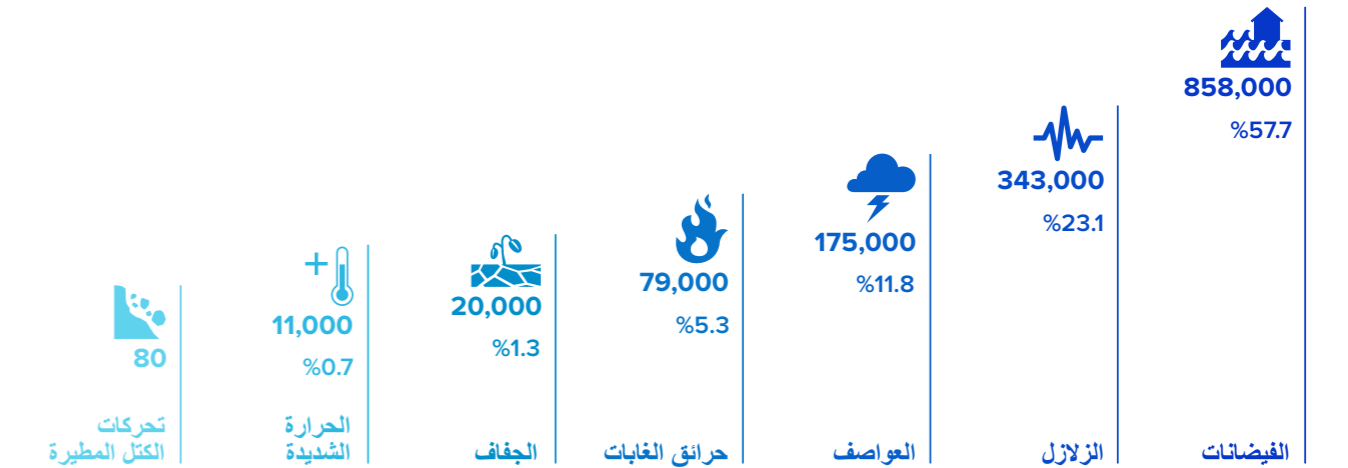 858,000
%57.7
الفيضانات
343,000
%23.1
الزلازل
175,000
%11.8
العواصف
79,000
%5.3
حرائق الغابات
20,000
%1.3
الجفاف
+
11,000
%0.7
الحرارة
الشديدة
80
تحركات
الكتل المطيرة